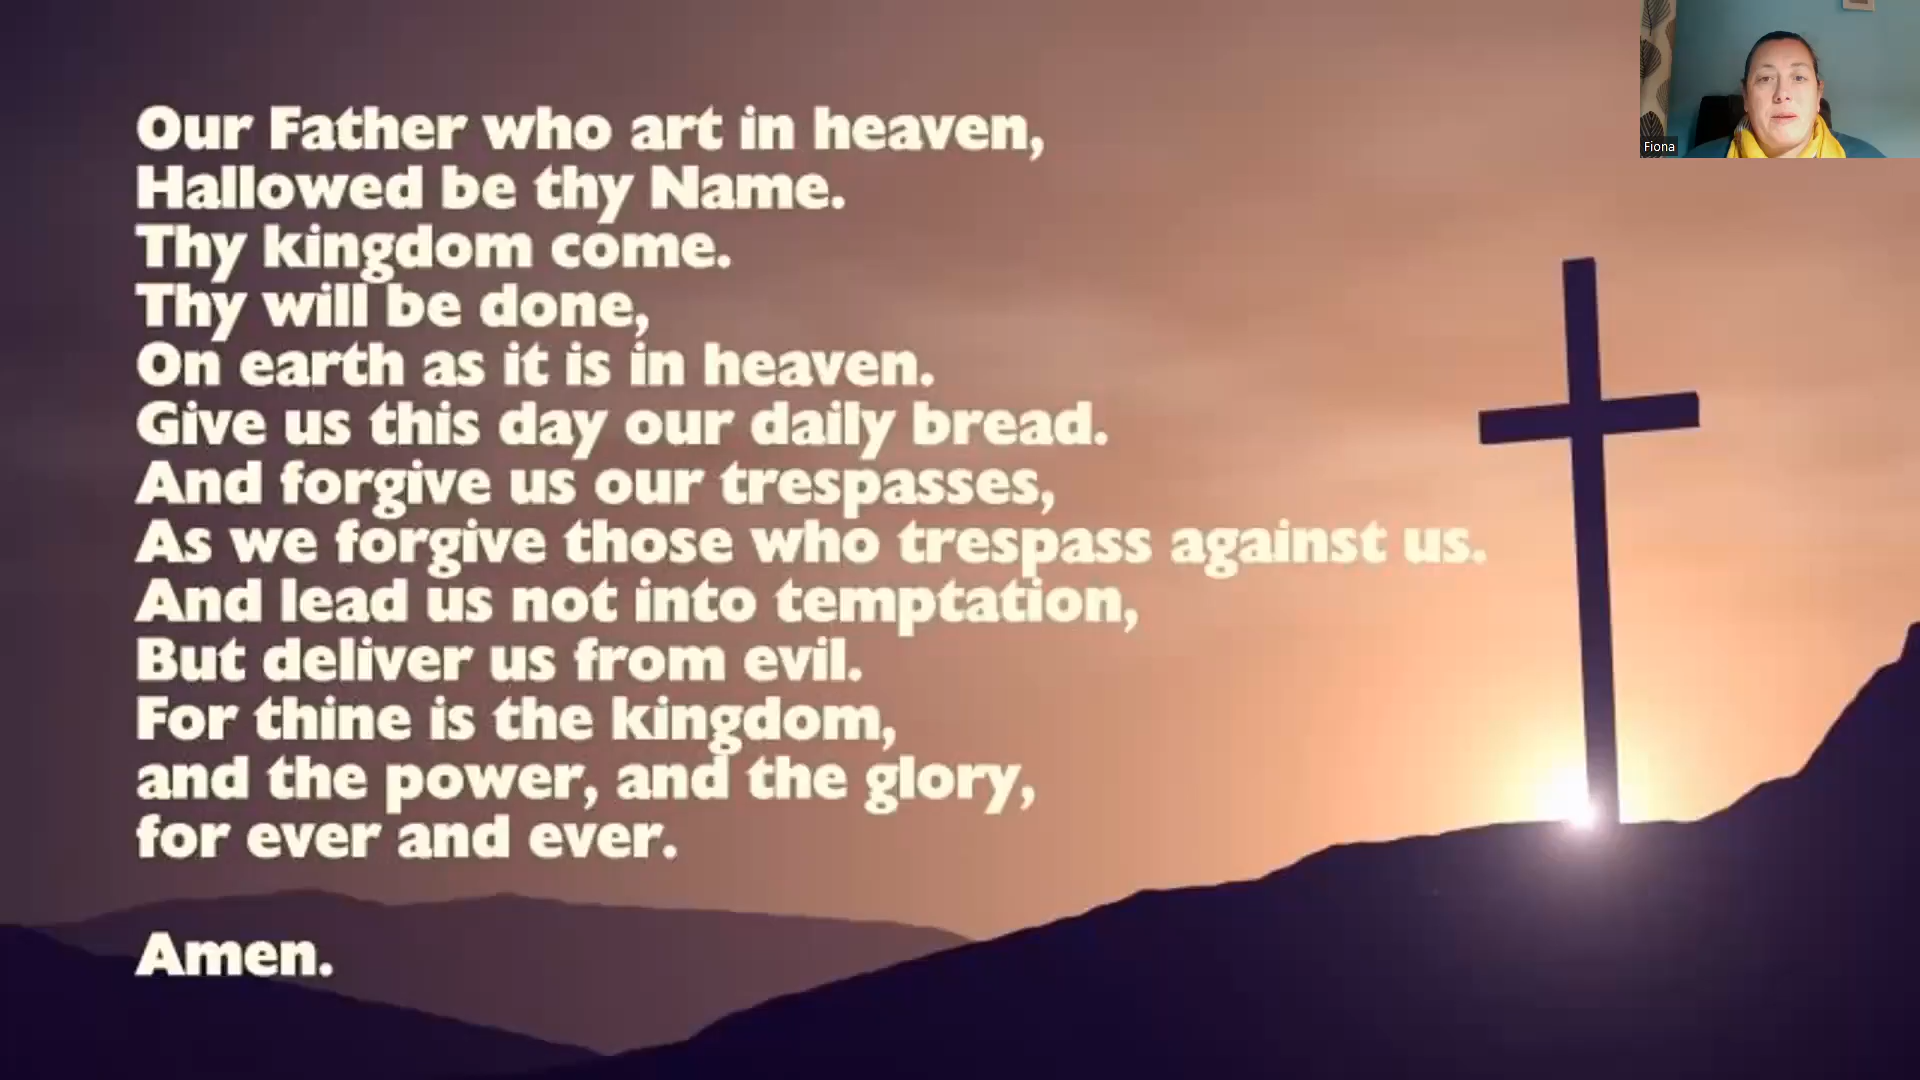 Our Father who art in heaven,
Hallowed be thy Name.
Thy kingdom come.
Thy will be done,
On earth as it is in heaven.
Give us this day our daily bread.
And forgive us our trespasses,
As we forgive those who trespass against us.
And lead us not into temptation,
But deliver us from evil.
For thine is the kingdom,
and the power, and the glory,
for ever and ever.
Amen.
Fiona